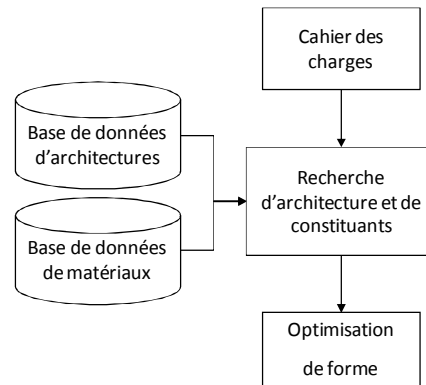 Cahier des
charges
Base de données
d'architectures
Base de données
de matériaux
Recherche
d'architecture et de
constituants
Optimisation
de forme